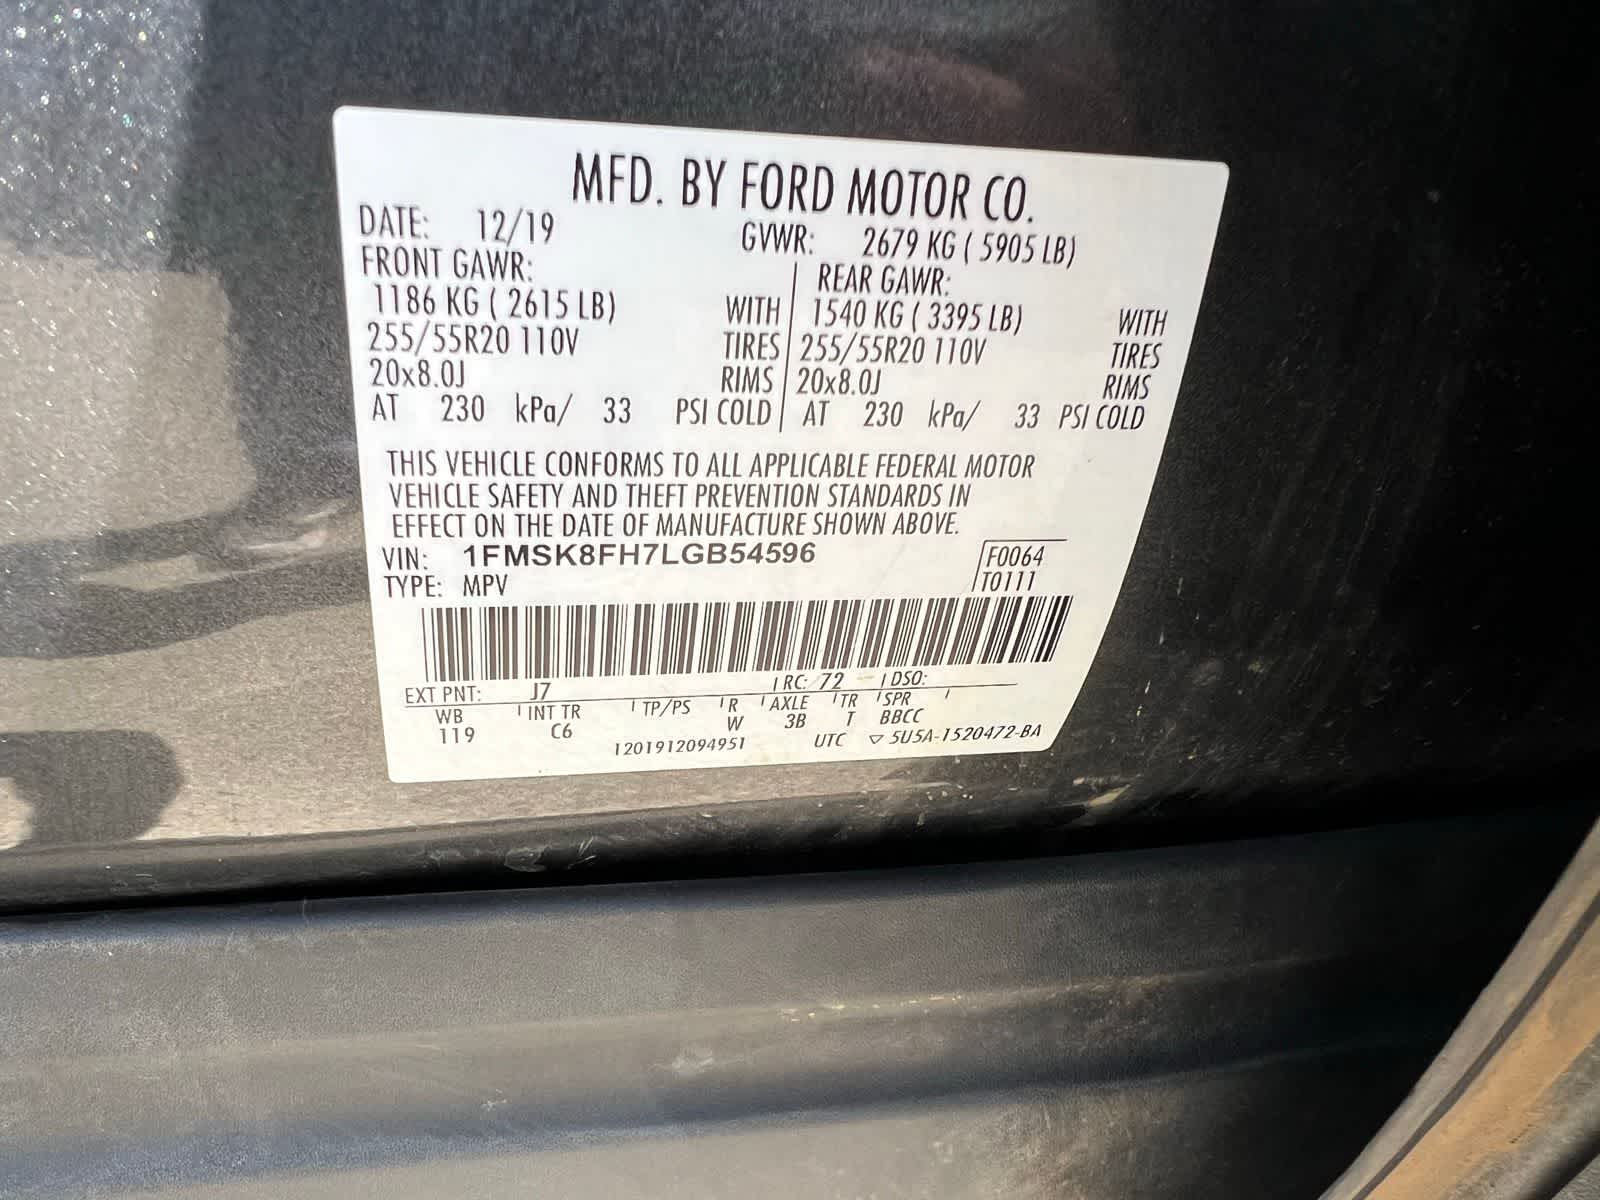 MFD. BY FORD MOTOR CO.
DATE: 12/19 GVWR: 2679 KG ( 5905 LB)
FRONT GAWR: REAR GAWR:
1186 KG ( 2615 LB) WITH 1540 KG ( 3395 LB) WITH
255/55R20 110V TIRES 255/55R20 110V TIRES
20x8.0J RIMS 20x8.0J RIMS
AT 230 kPa/ 33 PSI COLD AT 230 kPa/ 33 PSI COLD
THIS VEHICLE CONFORMS TO ALL APPLICABLE FEDERAL MOTOR
VEHICLE SAFETY AND THEFT PREVENTION STANDARDS IN
EFFECT ON THE DATE OF MANUFACTURE SHOWN ABOVE.
VIN: 1FMSK8FH7LGB54596 F0064
TYPE: MPV T0111
EXT PNT: J7 RC: 72 DSO:
WB INT TR TP/PS R AXLE TR SPR
119 C6 W 3B T BBCC
1201912094951 UTC ▽ 5U5A-1520472-BA